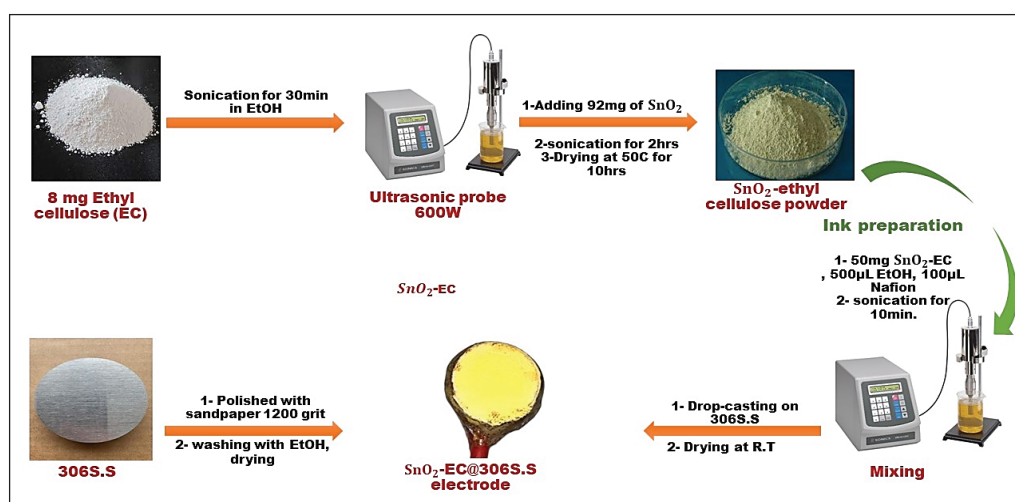 Sonication for 30min
in EtOH
8 mg Ethyl
cellulose (EC)
Ultrasonic probe
600W
1-Adding 92mg of SnO₂
2-sonication for 2hrs
3-Drying at 50C for
10hrs
SnO₂-ethyl
cellulose powder
Ink preparation
1- 50mg SnO₂-EC
, 500µL EtOH, 100µL
Nafion
2- sonication for
10min.
SnO₂-EC
306S.S
1- Polished with
sandpaper 1200 grit
2- washing with EtOH,
drying
SnO₂-EC@306S.S
electrode
1- Drop-casting on
306S.S
2- Drying at R.T
Mixing